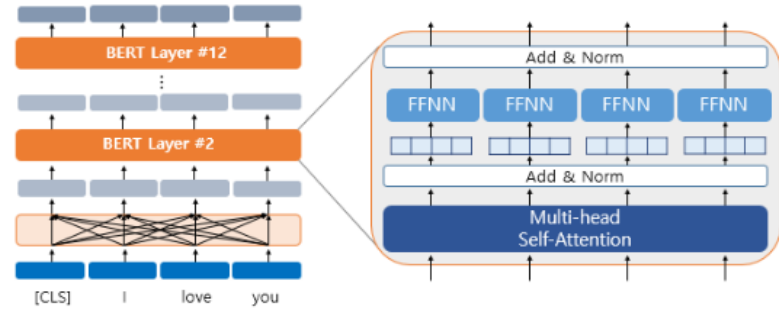 BERT Layer #12
⋮
BERT Layer #2
[CLS] I love you
Add & Norm
FFNN FFNN FFNN FFNN
Add & Norm
Multi-head
Self-Attention